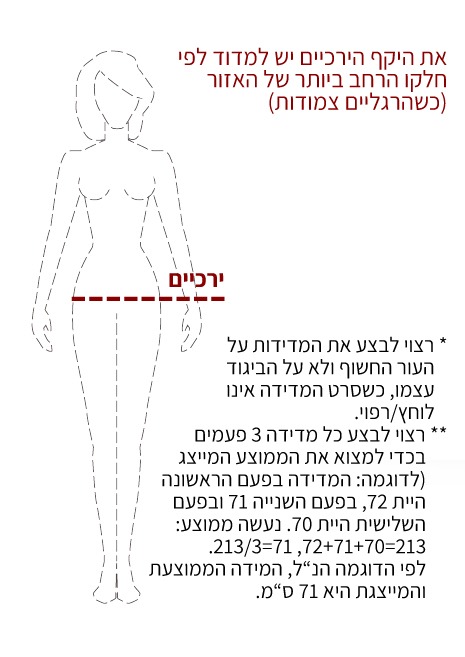 את היקף הירכיים יש למדוד לפי
חלקו הרחב ביותר של האזור
(כשהרגליים צמודות)
ירכיים
* רצוי לבצע את המדידות על
העור החשוף ולא על הביגוד
עצמו, כשסרט המדידה אינו
לוחץ/רפוי.
** רצוי לבצע כל מדידה 3 פעמים
בכדי למצוא את הממוצע המייצג
(לדוגמה: המדידה בפעם הראשונה
היית 72, בפעם השנייה 71 ובפעם
השלישית היית 70. נעשה ממוצע:
72+71+70=213, 213/3=71.
לפי הדוגמה הנ“ל, המידה הממוצעת
והמייצגת היא 71 ס“מ.